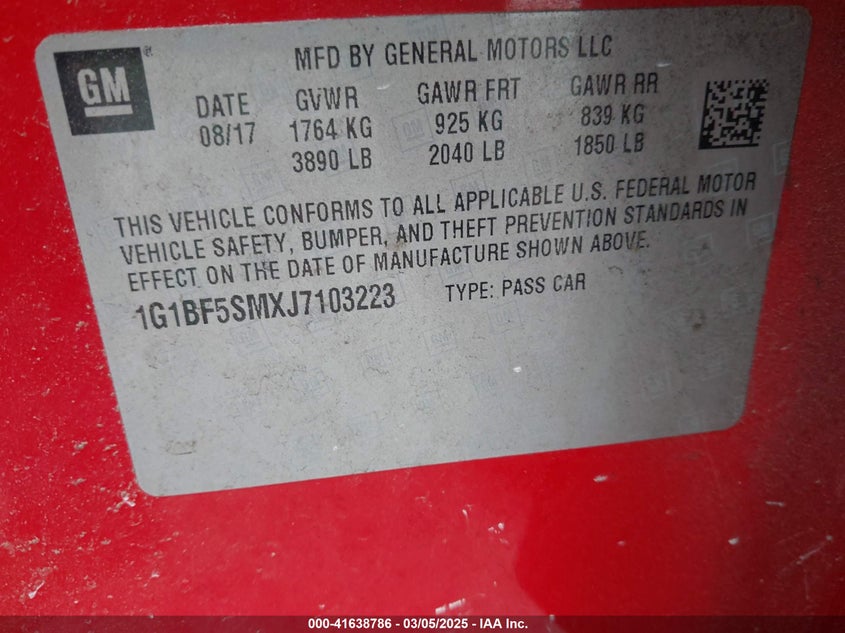 GM
MFD BY GENERAL MOTORS LLC
DATE GVWR GAWR FRT GAWR RR
08/17 1764 KG 925 KG 839 KG
3890 LB 2040 LB 1850 LB
THIS VEHICLE CONFORMS TO ALL APPLICABLE U.S. FEDERAL MOTOR
VEHICLE SAFETY, BUMPER, AND THEFT PREVENTION STANDARDS IN
EFFECT ON THE DATE OF MANUFACTURE SHOWN ABOVE.
1G1BF5SMXJ7103223 TYPE: PASS CAR
000-41638786 - 03/05/2025 - IAA Inc.